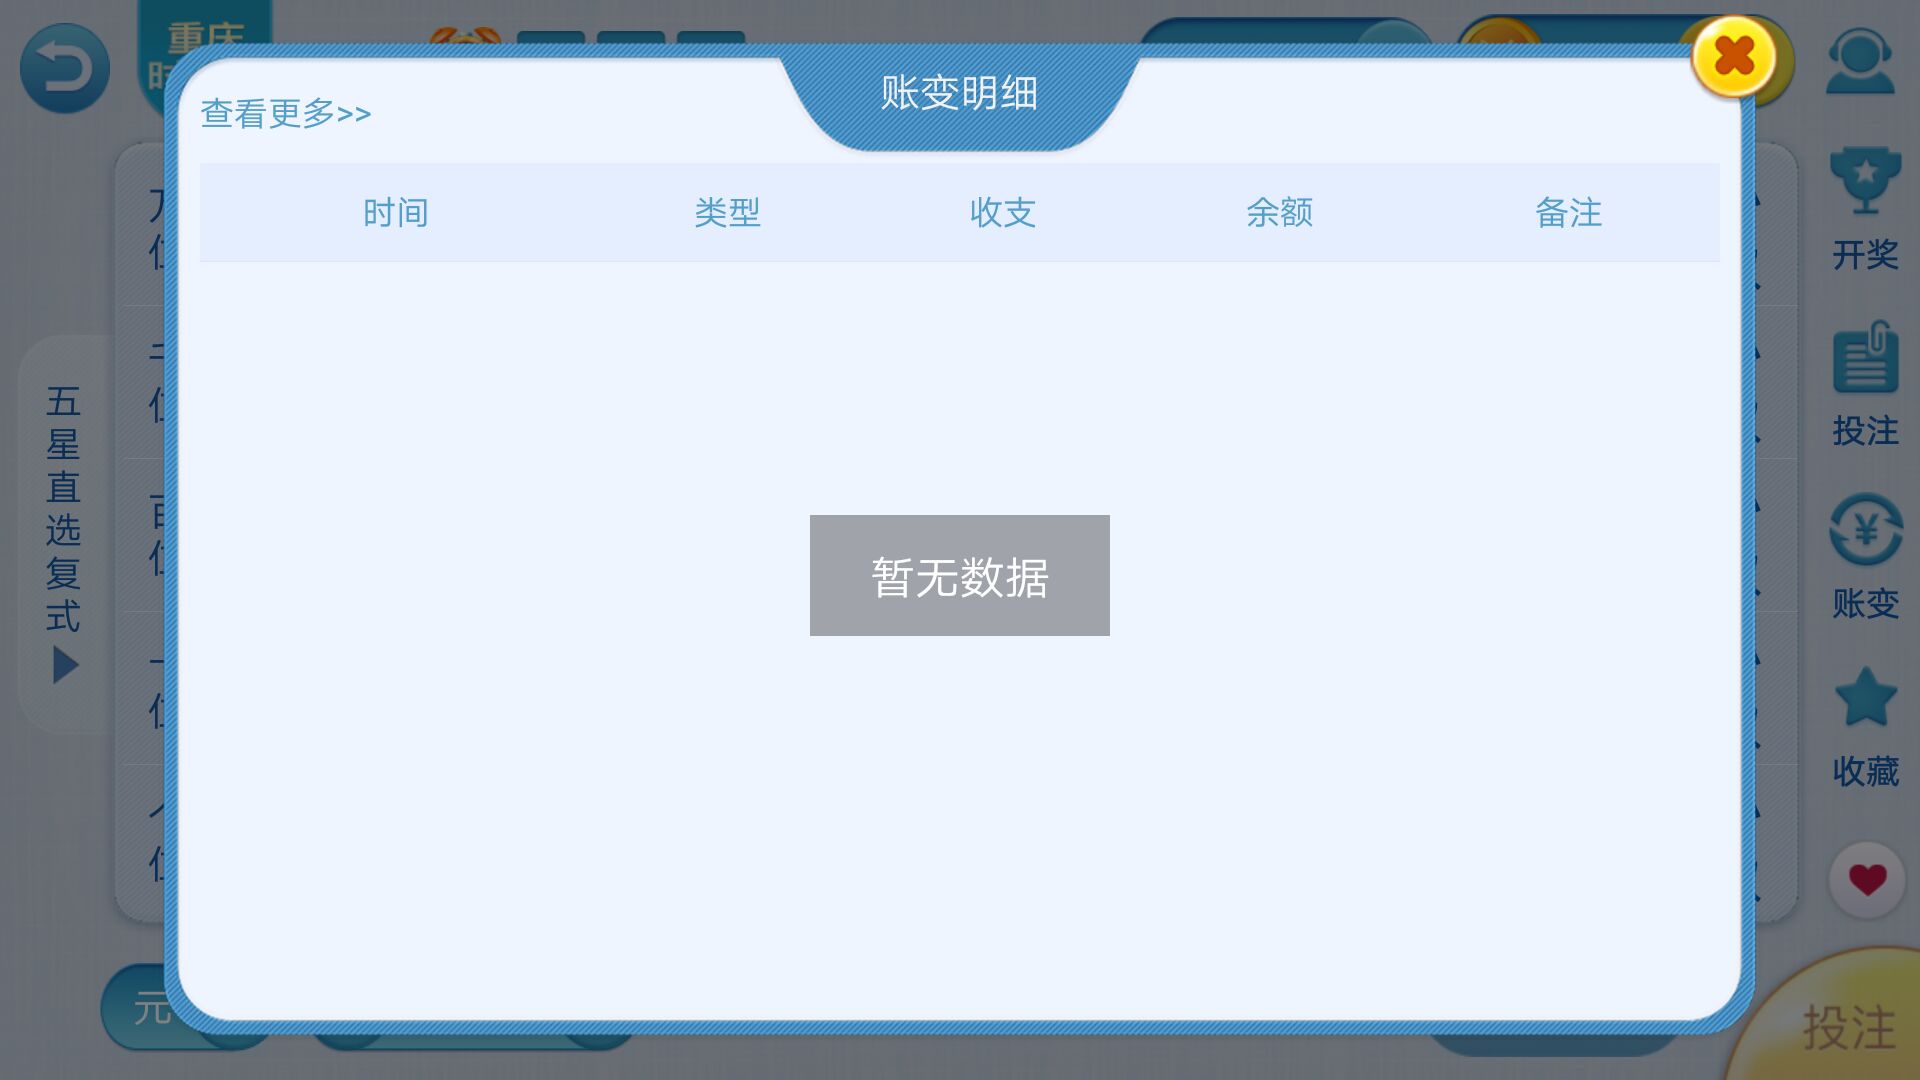 重庆
账变明细
查看更多>>
时间 类型 收支 余额 备注
暂无数据
五星直选复式
开奖
投注
账变
收藏
元
投注